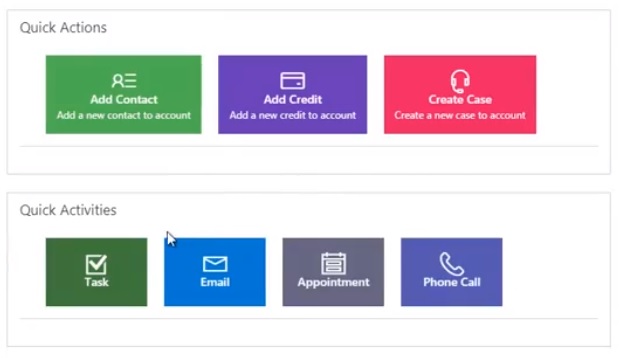 Quick Actions
Add Contact
Add a new contact to account
Add Credit
Add a new credit to account
Create Case
Create a new case to account
Quick Activities
Task
Email
Appointment
Phone Call